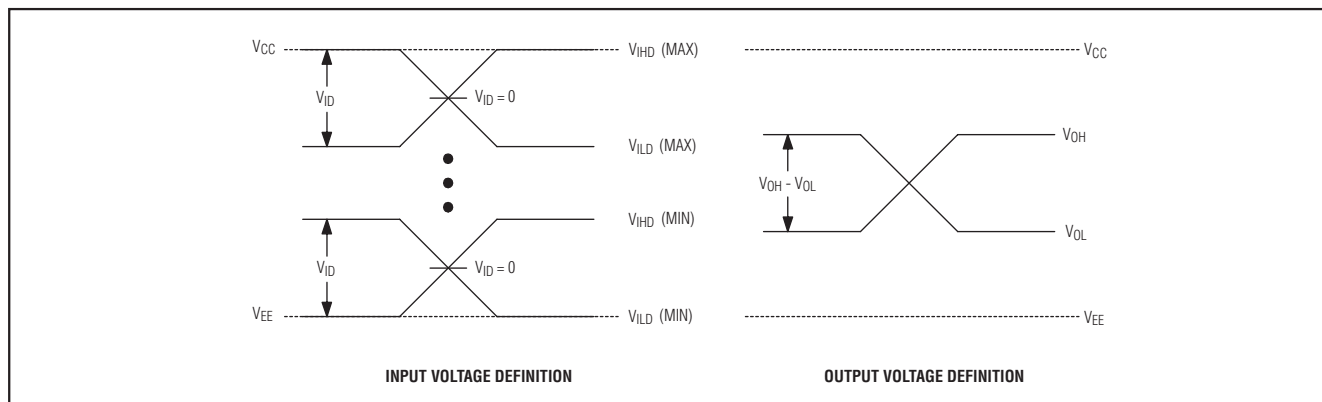 VCC
VID
VID = 0
VIHD (MAX)
VILD (MAX)
VID
VID = 0
VIHD (MIN)
VEE
VILD (MIN)
INPUT VOLTAGE DEFINITION
VCC
VOH
VOH - VOL
VOL
VEE
OUTPUT VOLTAGE DEFINITION